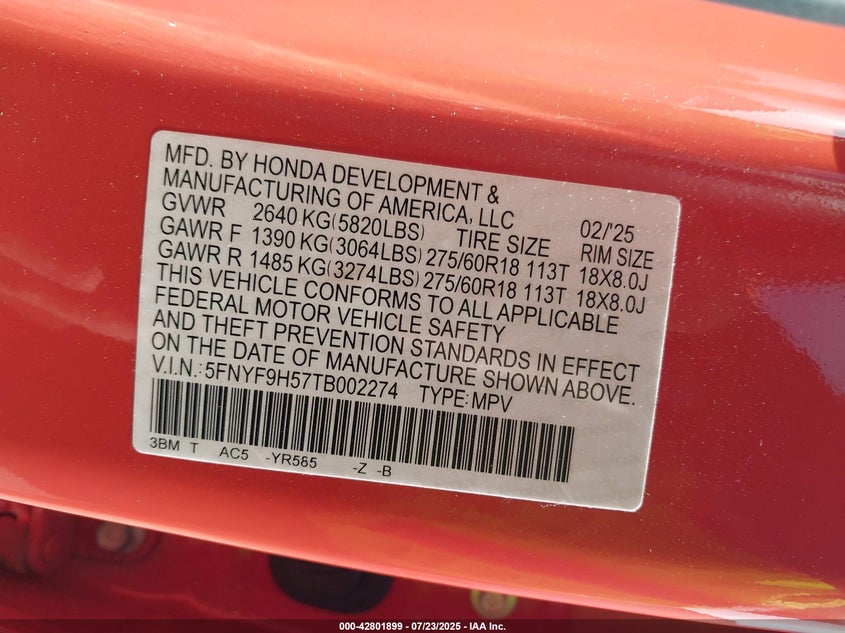 MFD. BY HONDA DEVELOPMENT &
MANUFACTURING OF AMERICA, LLC 02/'25
GVWR 2640 KG(5820LBS) TIRE SIZE RIM SIZE
GAWR F 1390 KG(3064LBS) 275/60R18 113T 18X8.0J
GAWR R 1485 KG(3274LBS) 275/60R18 113T 18X8.0J
THIS VEHICLE CONFORMS TO ALL APPLICABLE
FEDERAL MOTOR VEHICLE SAFETY
AND THEFT PREVENTION STANDARDS IN EFFECT
ON THE DATE OF MANUFACTURE SHOWN ABOVE.
V.I.N.: 5FNYF9H57TB002274 TYPE: MPV
3BM T AC5 -YR585 -Z -B
000-42801899 - 07/23/2025 - IAA Inc.